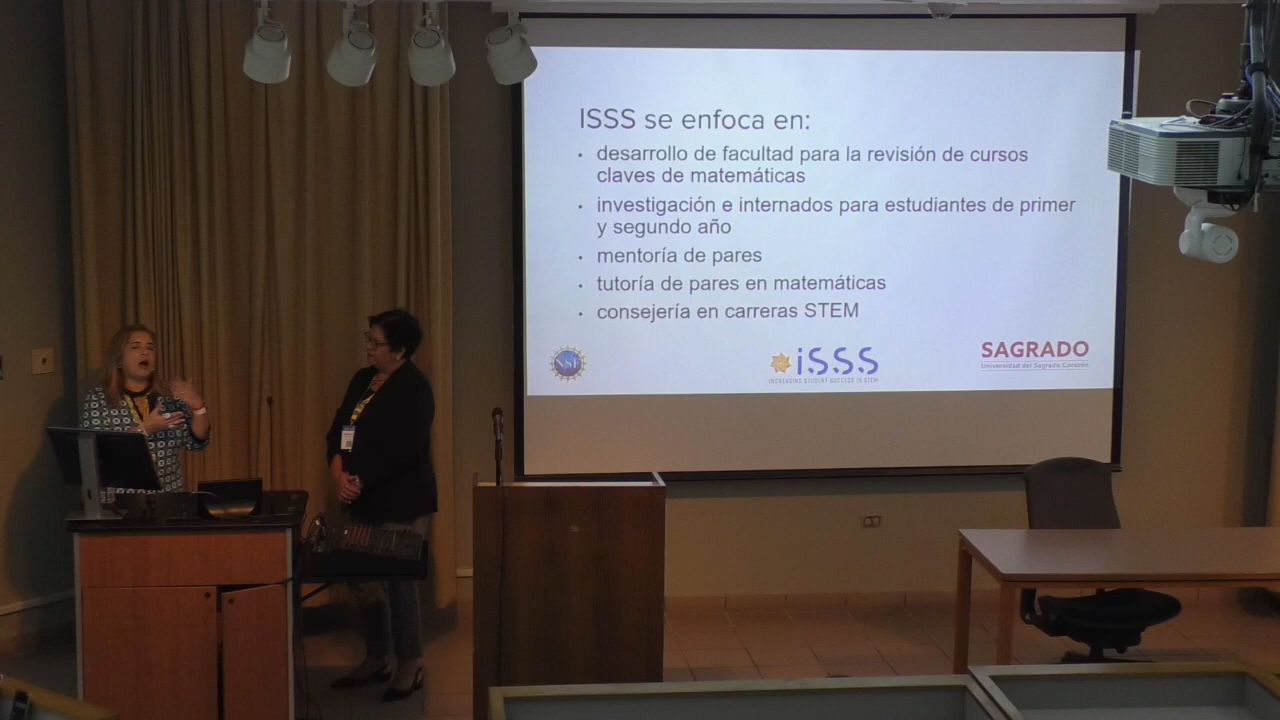 ISSS se enfoca en:
• desarrollo de facultad para la revisión de cursos
claves de matemáticas
• investigación e internados para estudiantes de primer
y segundo año
• mentoría de pares
• tutoría de pares en matemáticas
• consejería en carreras STEM
NSF
iSSS
INCREASING STUDENT SUCCESS IN STEM
SAGRADO
Universidad del Sagrado Corazón